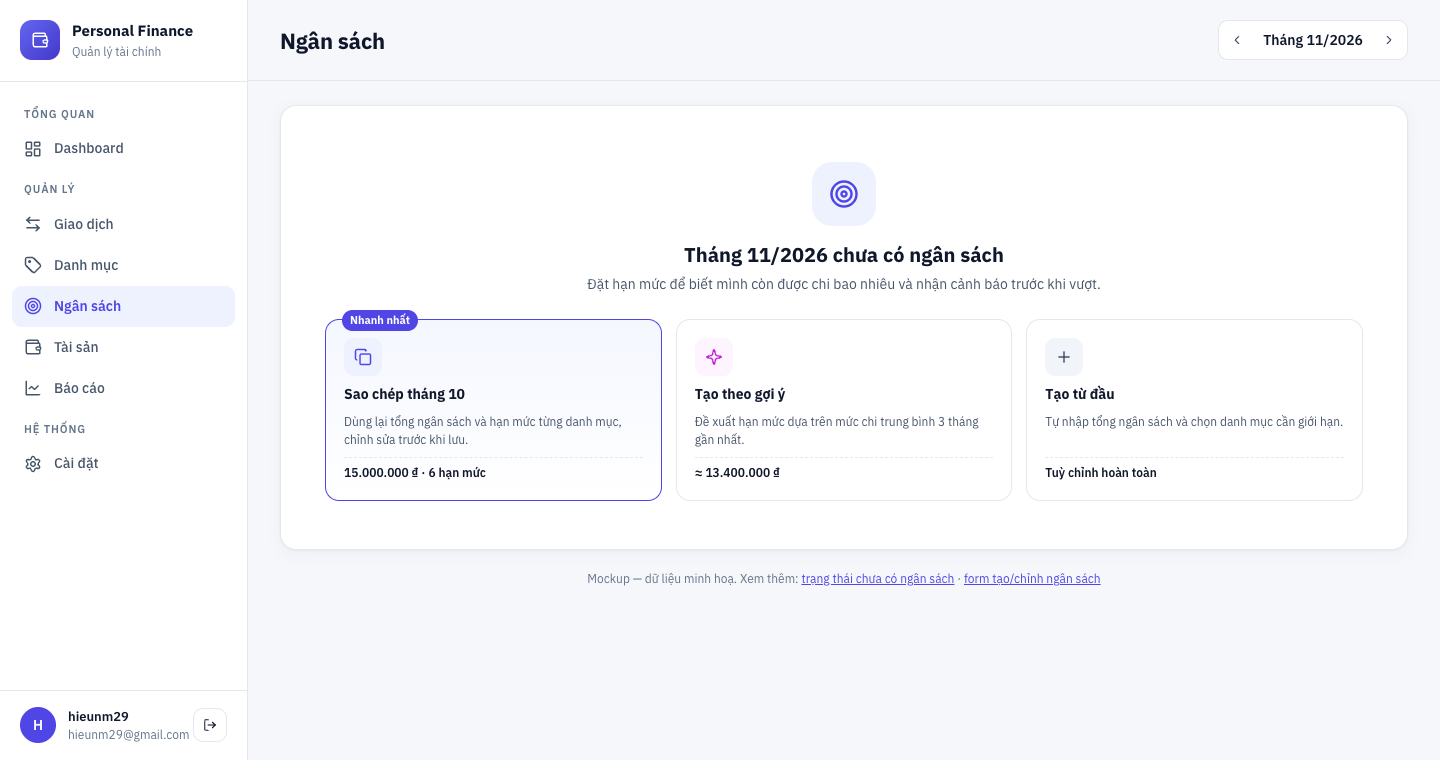 Personal Finance
Quản lý tài chính
TỔNG QUAN
Dashboard
QUẢN LÝ
Giao dịch
Danh mục
Ngân sách
Tài sản
Báo cáo
HỆ THỐNG
Cài đặt
H
hieunm29
hieunm29@gmail.com
Ngân sách
Tháng 11/2026
Tháng 11/2026 chưa có ngân sách
Đặt hạn mức để biết mình còn được chi bao nhiêu và nhận cảnh báo trước khi vượt.
Nhanh nhất
Sao chép tháng 10
Dùng lại tổng ngân sách và hạn mức từng danh mục,
chỉnh sửa trước khi lưu.
15.000.000 ₫ · 6 hạn mức
Tạo theo gợi ý
Đề xuất hạn mức dựa trên mức chi trung bình 3 tháng
gần nhất.
≈ 13.400.000 ₫
Tạo từ đầu
Tự nhập tổng ngân sách và chọn danh mục cần giới hạn.
Tuỳ chỉnh hoàn toàn
Mockup — dữ liệu minh hoạ. Xem thêm: trạng thái chưa có ngân sách · form tạo/chỉnh ngân sách